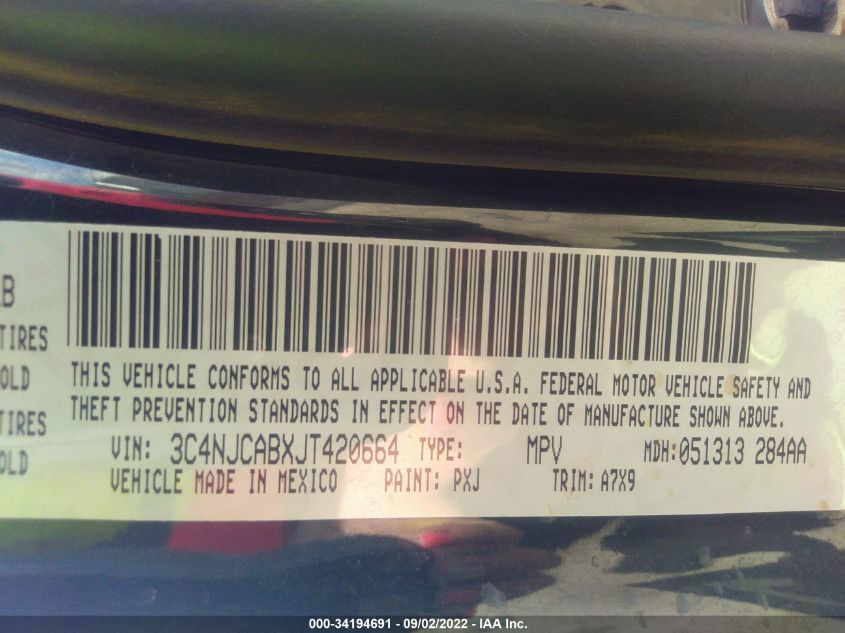 LB
TIRES
OLD
TIRES
OLD
THIS VEHICLE CONFORMS TO ALL APPLICABLE U.S.A. FEDERAL MOTOR VEHICLE SAFETY AND
THEFT PREVENTION STANDARDS IN EFFECT ON THE DATE OF MANUFACTURE SHOWN ABOVE.
VIN: 3C4NJCABXJT420664 TYPE: MPV MDH:051313 284AA
VEHICLE MADE IN MEXICO PAINT: PXJ TRIM: A7X9
000-34194691 - 09/02/2022 - IAA Inc.